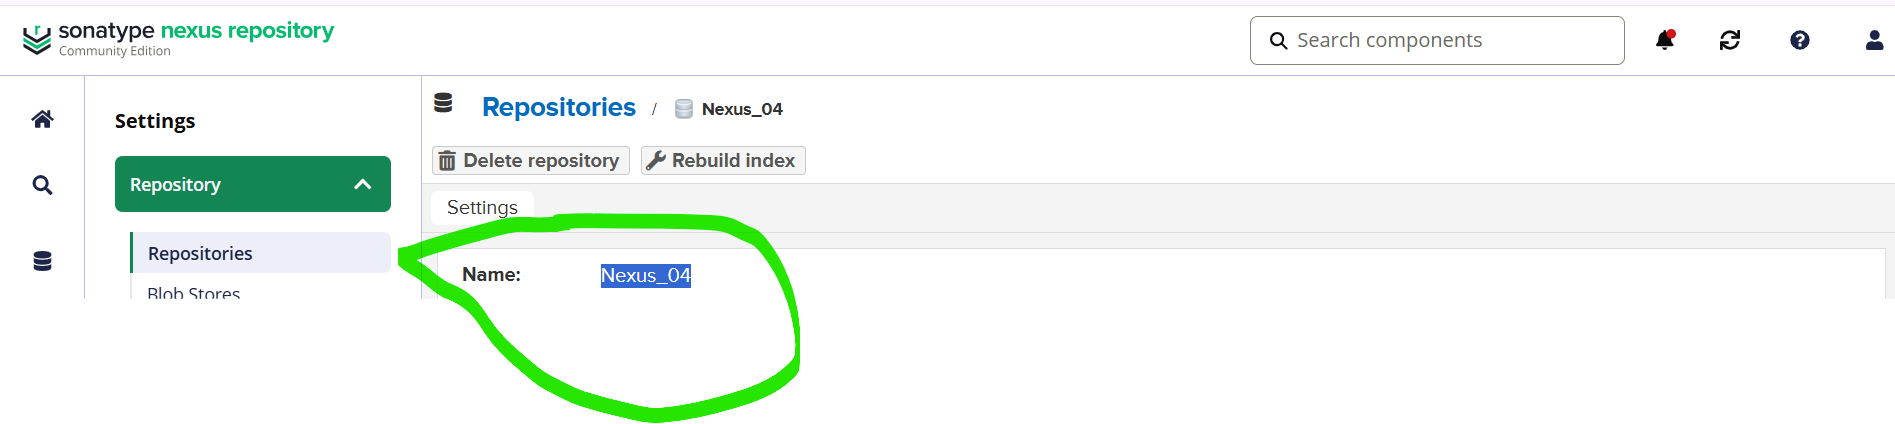 sonatype nexus repository
Community Edition
Search components
Settings
Repositories / Nexus_04
Delete repository Rebuild index
Repository
Settings
Repositories
Name: Nexus_04
Blob Stores